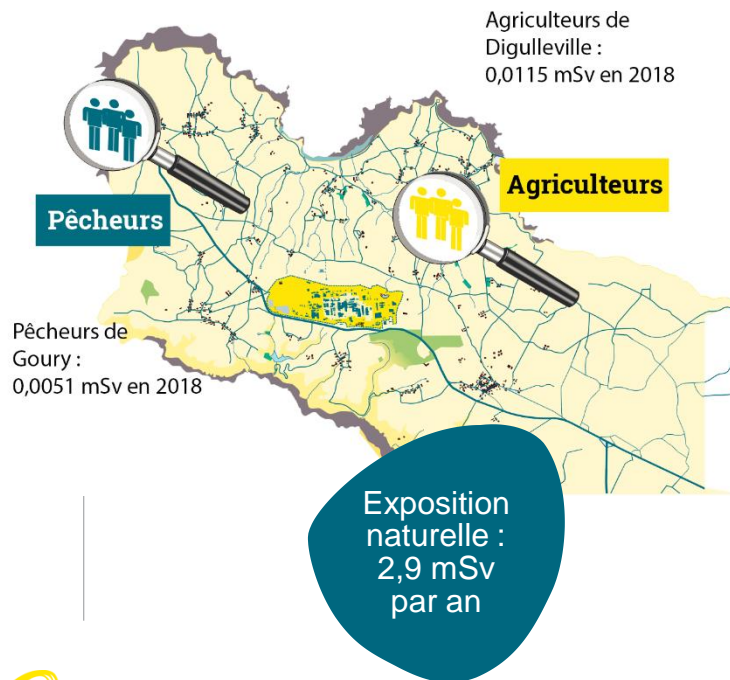 Agriculteurs de
Digulleville :
0,0115 mSv en 2018
Agriculteurs
Pêcheurs
Pêcheurs de
Goury :
0,0051 mSv en 2018
Exposition
naturelle :
2,9 mSv
par an